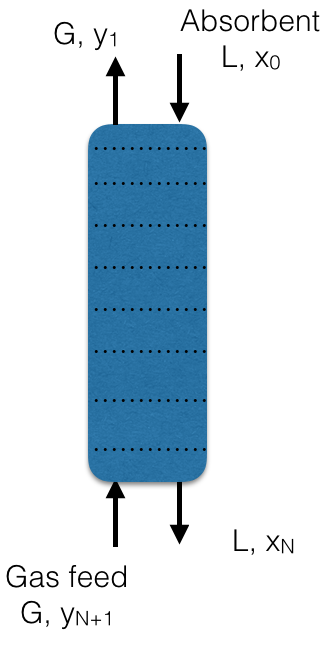 G, y₁
Absorbent
L, x₀
L, xN
Gas feed
G, yN+1